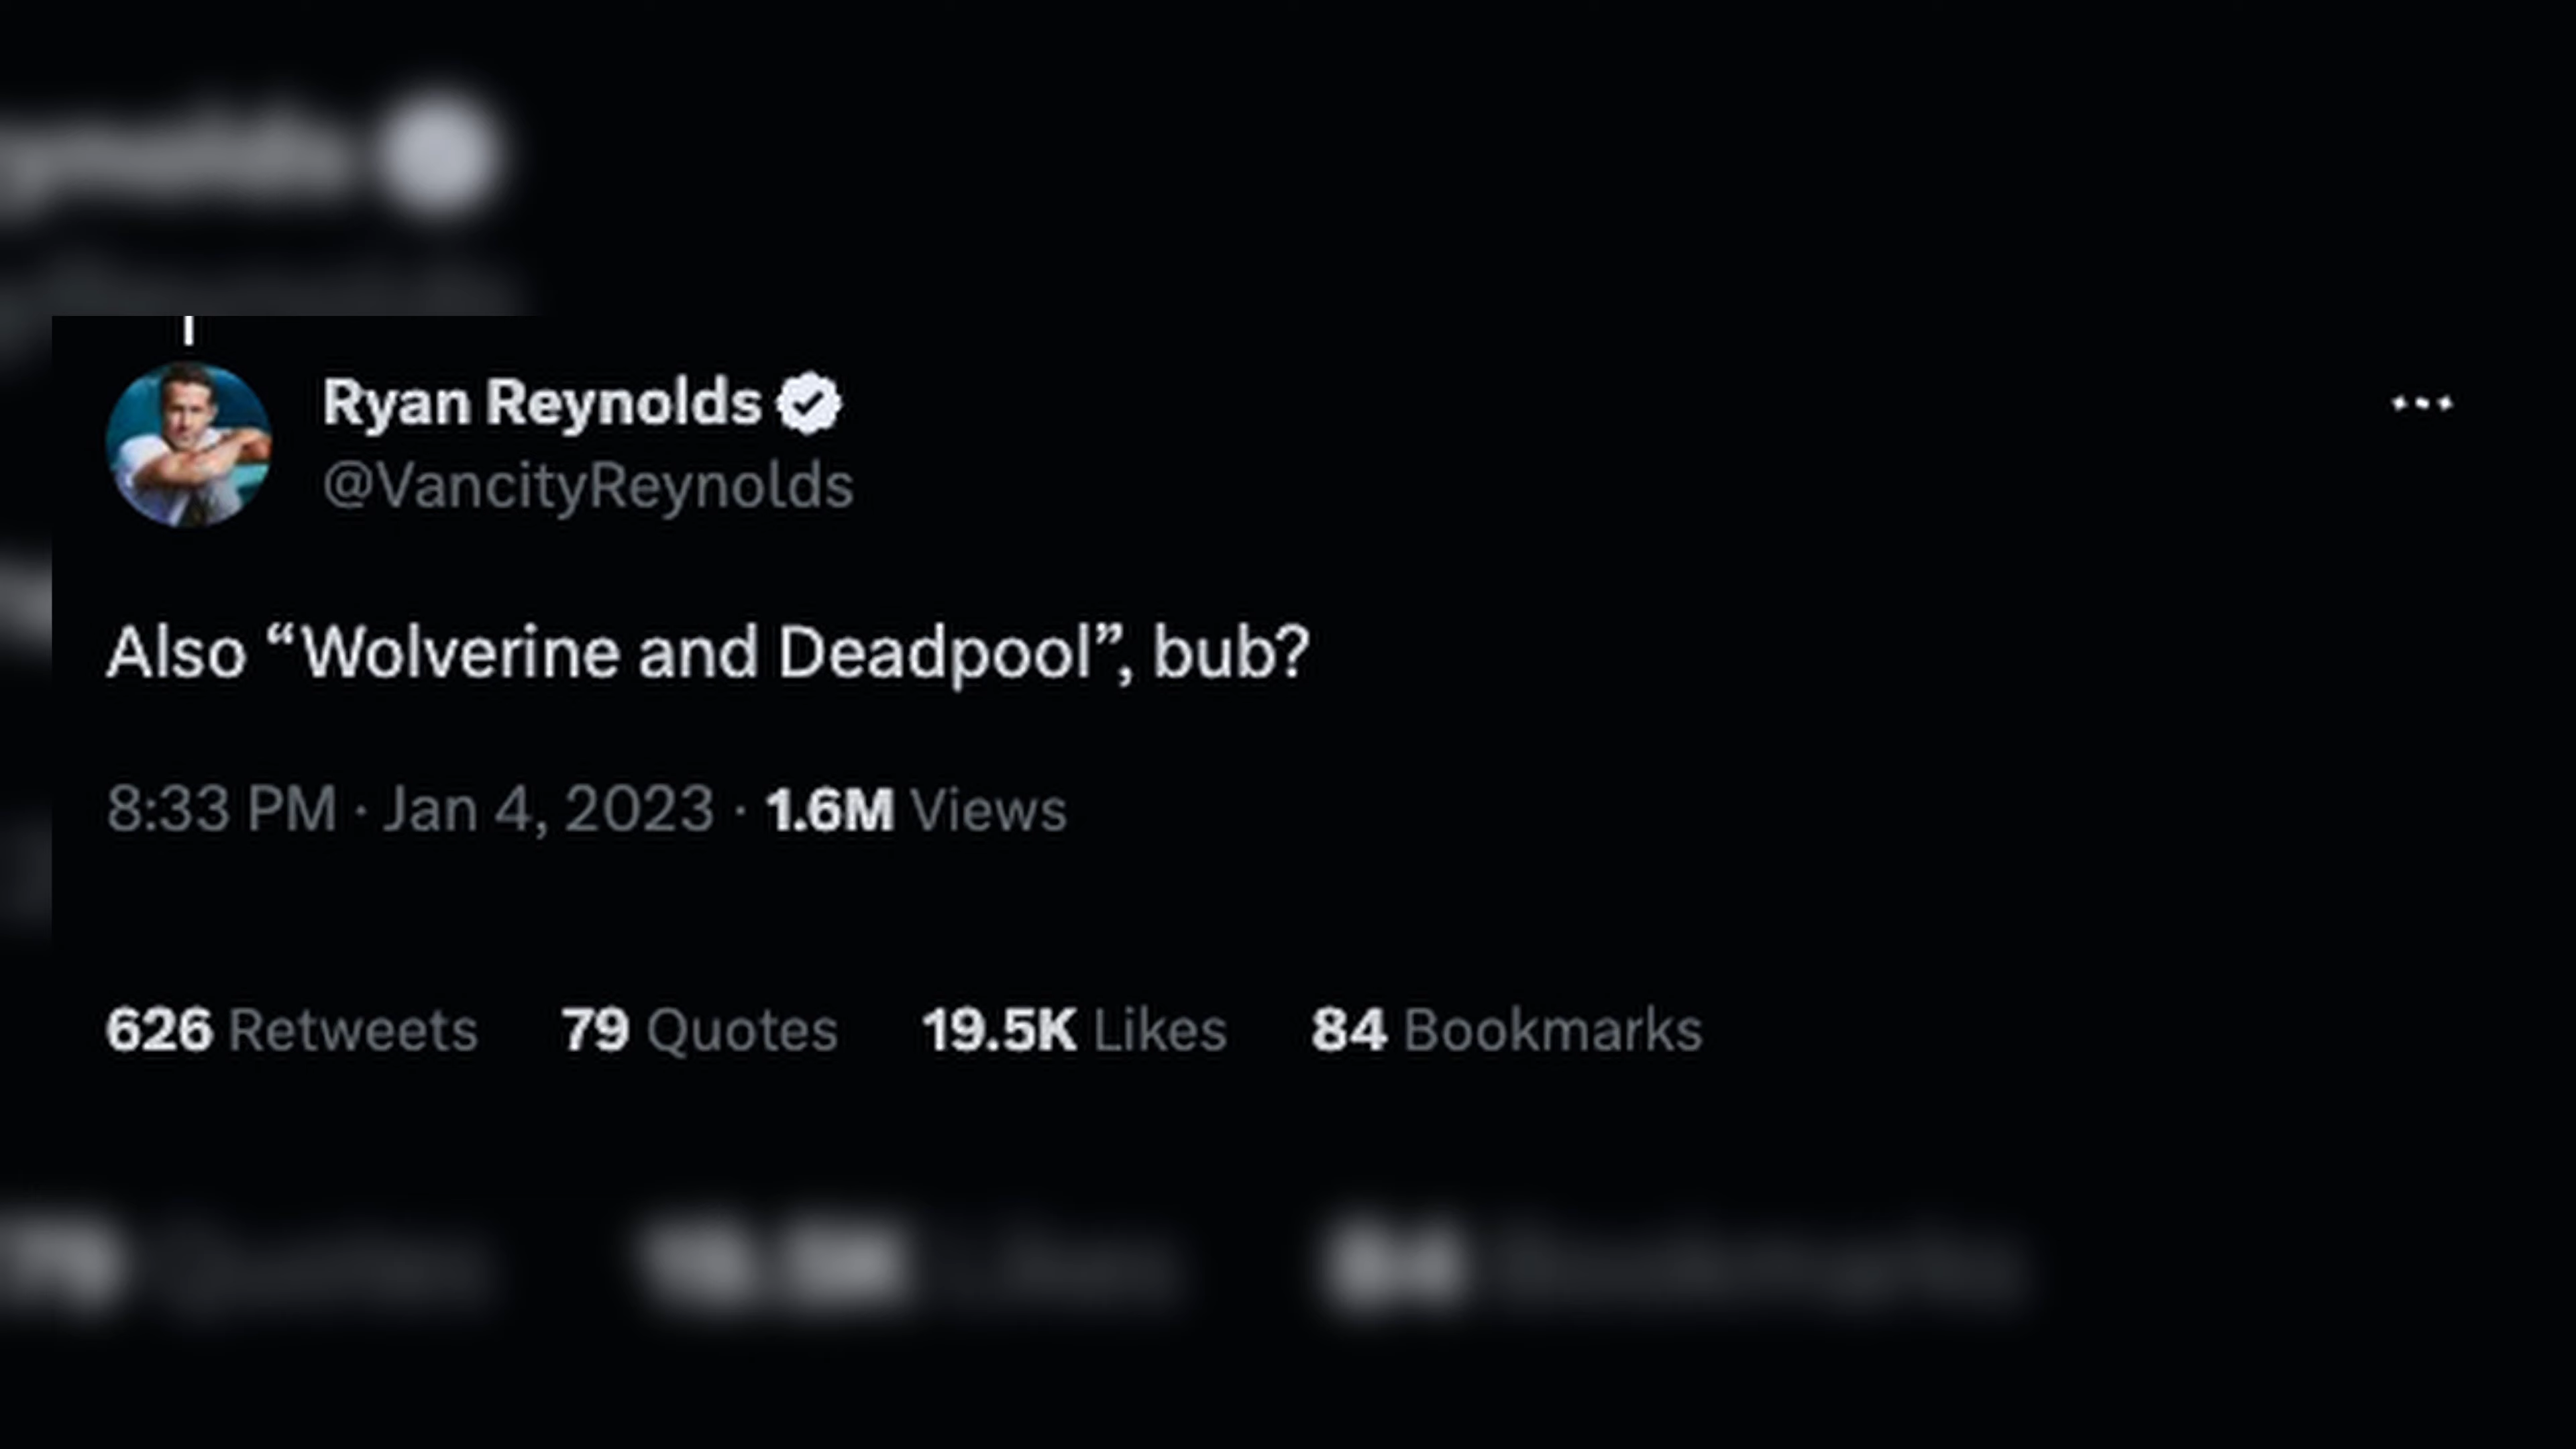 Ryan Reynolds
@VancityReynolds
Also “Wolverine and Deadpool”, bub?
8:33 PM · Jan 4, 2023 · 1.6M Views
626 Retweets 79 Quotes 19.5K Likes 84 Bookmarks